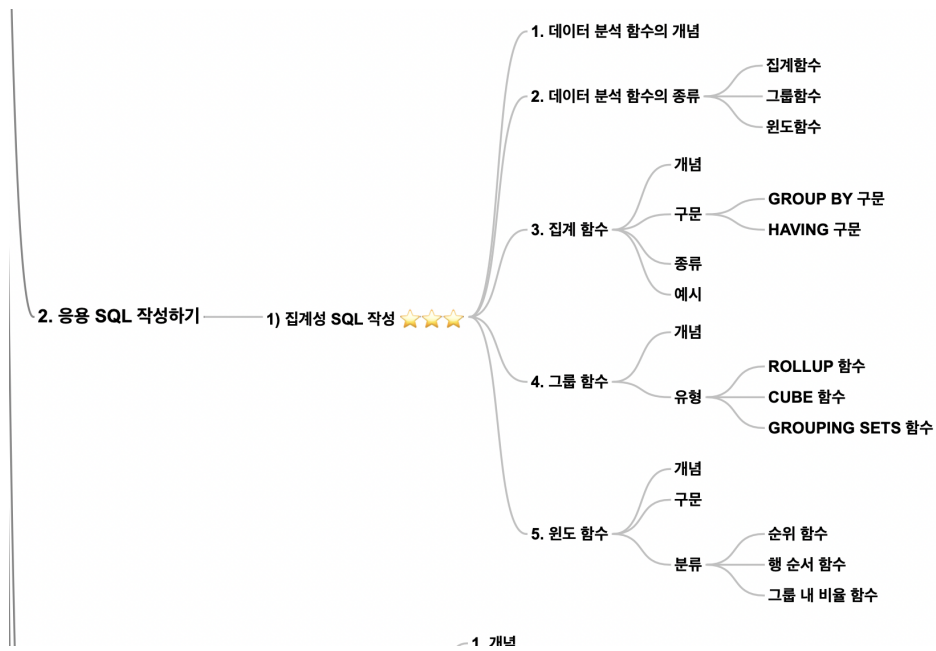 2. 응용 SQL 작성하기
1) 집계성 SQL 작성 ⭐⭐⭐
1. 데이터 분석 함수의 개념
2. 데이터 분석 함수의 종류
집계함수
그룹함수
윈도함수
3. 집계 함수
개념
구문
GROUP BY 구문
HAVING 구문
종류
예시
4. 그룹 함수
개념
유형
ROLLUP 함수
CUBE 함수
GROUPING SETS 함수
5. 윈도 함수
개념
구문
분류
순위 함수
행 순서 함수
그룹 내 비율 함수
1. 개념